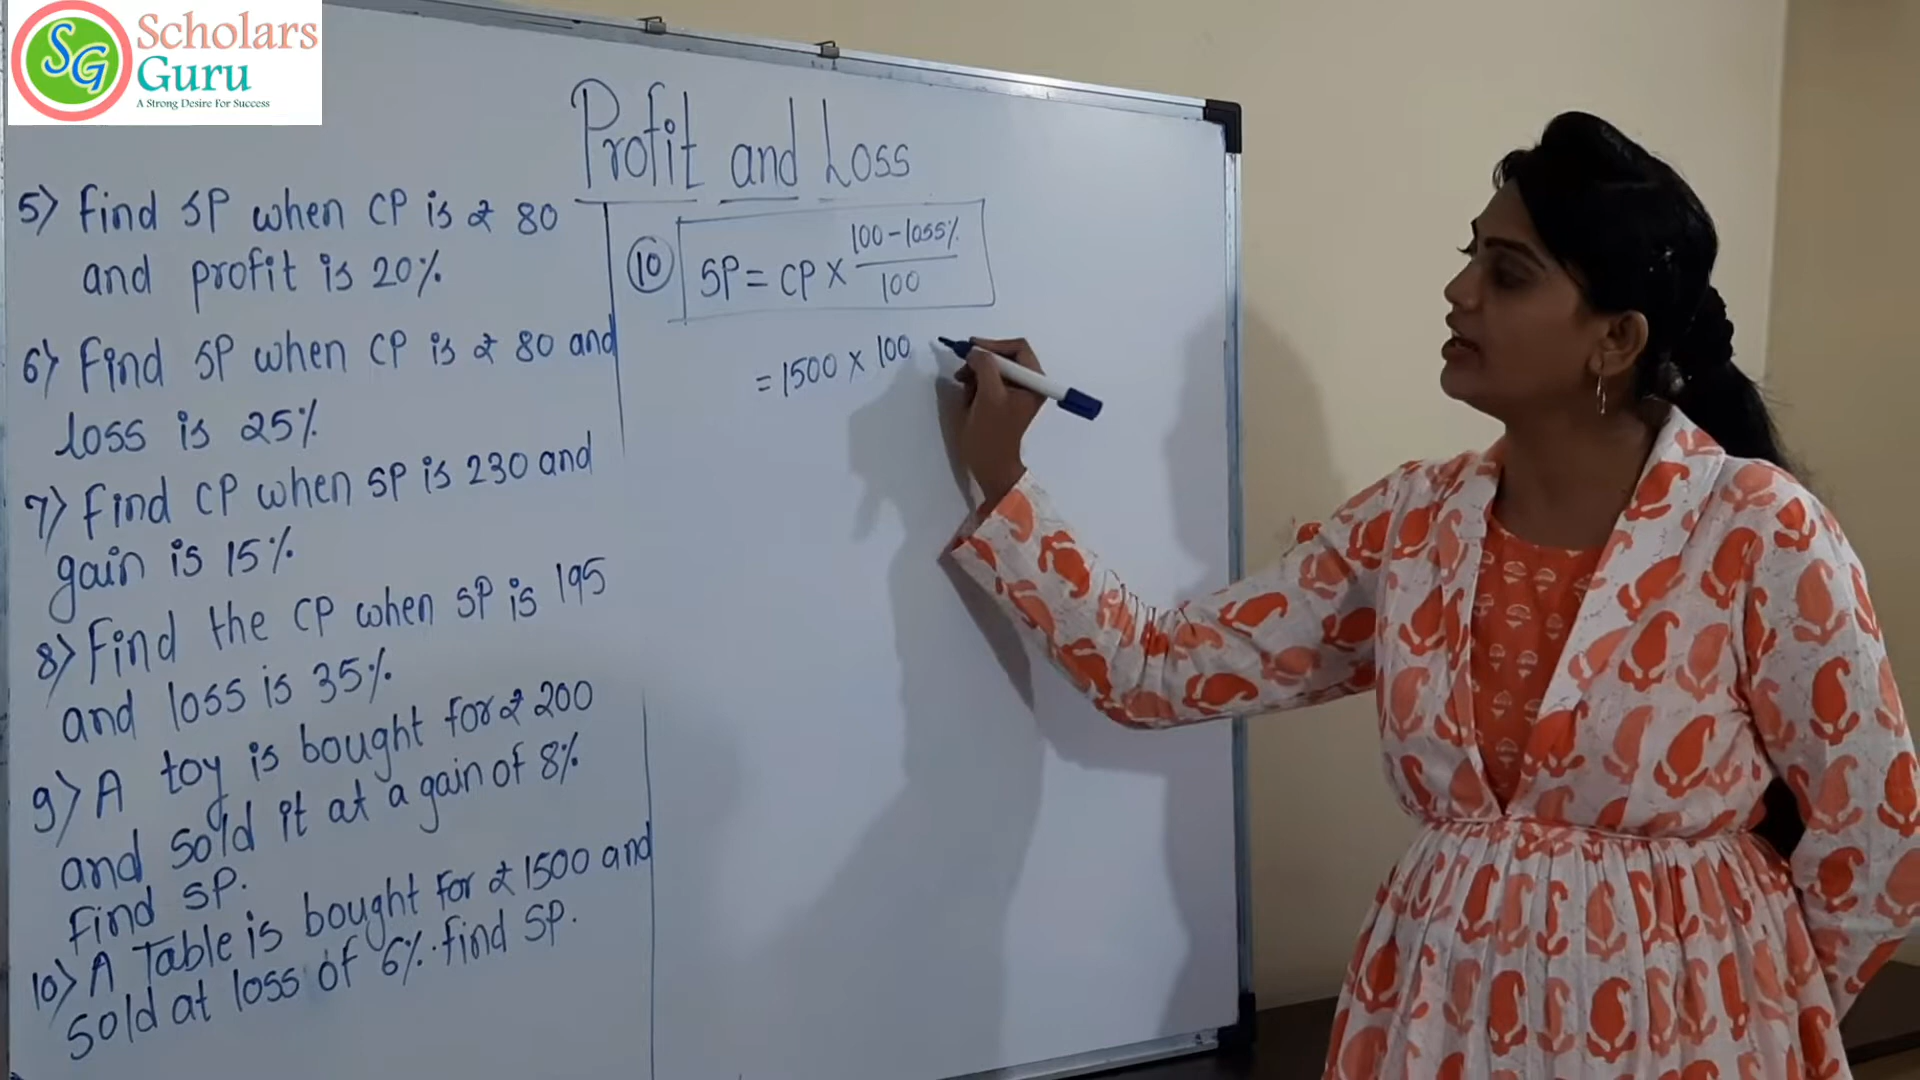 SG
Scholars
Guru
A Strong Desire For Success
Profit and Loss
5) Find SP when CP is ₹ 80
and profit is 20%
6) Find SP when CP is ₹ 80 and
loss is 25%
7) Find CP when SP is 230 and
gain is 15%
8) Find the CP when SP is 195
and loss is 35%
9) A toy is bought for ₹ 200
and sold it at a gain of 8%
Find SP.
10) A Table is bought for ₹ 1500 and
sold at loss of 6%. find SP.
10 SP = CP × 100 - loss%
100
= 1500 × 100